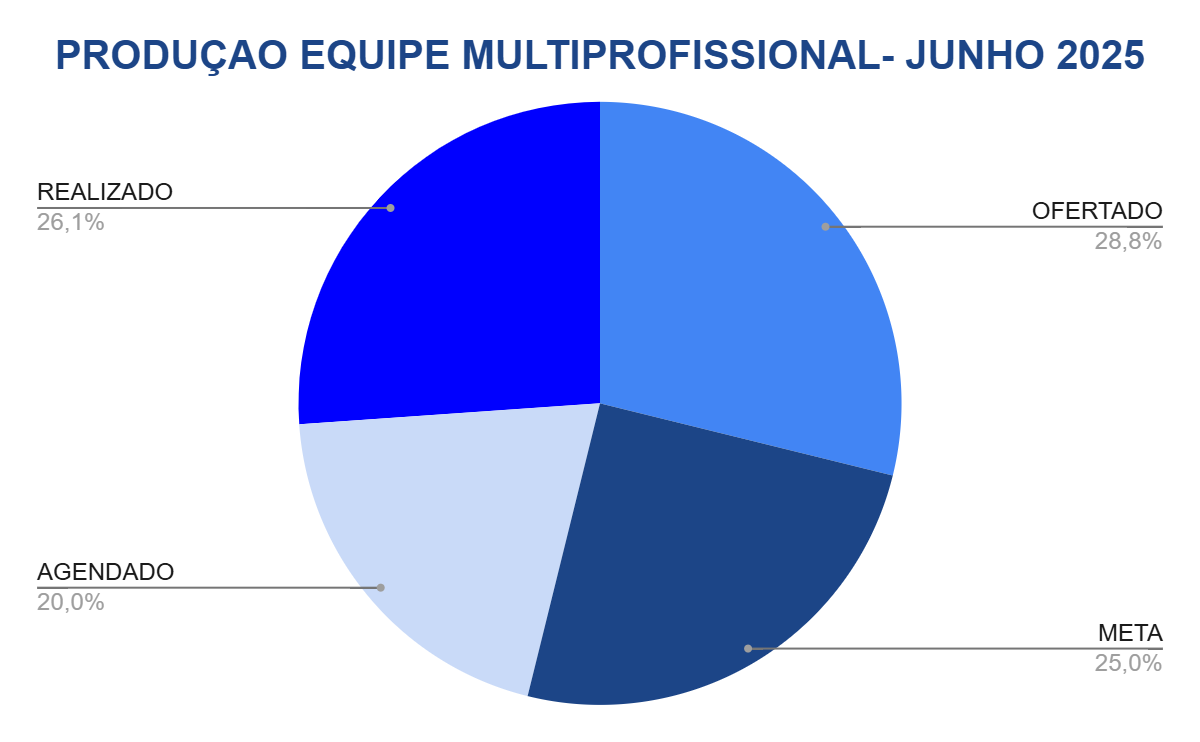 PRODUÇAO EQUIPE MULTIPROFISSIONAL- JUNHO 2025
REALIZADO
26,1%
OFERTADO
28,8%
AGENDADO
20,0%
META
25,0%